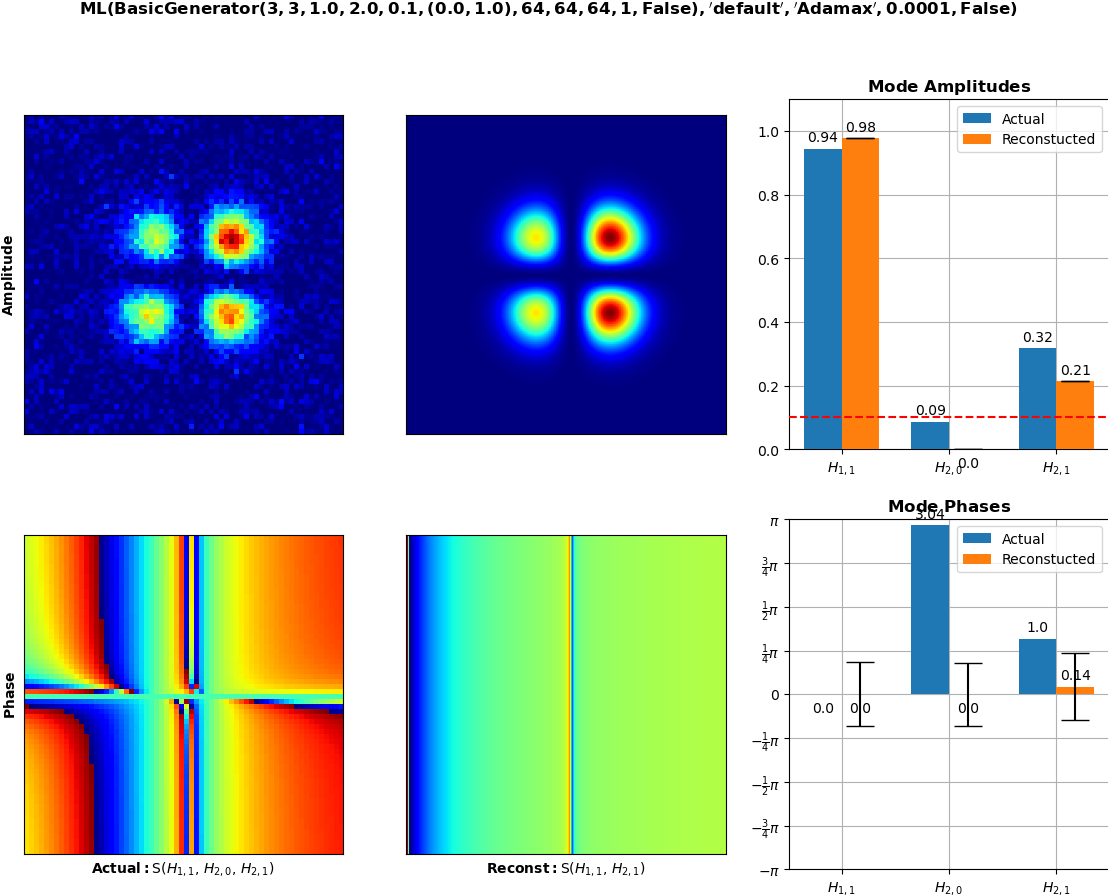 ML(BasicGenerator(3, 3, 1.0, 2.0, 0.1, (0.0, 1.0), 64, 64, 64, 1, False), ′default′, ′Adamax′, 0.0001, False)
Amplitude
Mode Amplitudes
Actual
Reconstucted
0.94
0.98
0.09
0.0
0.32
0.21
1.0
0.8
0.6
0.4
0.2
0.0
H1,1
H2,0
H2,1
Phase
Actual: S(H1,1, H2,0, H2,1)
Reconst: S(H1,1, H2,1)
Mode Phases
Actual
Reconstucted
0.0
0.0
3.04
0.0
1.0
0.14
π
3/4π
1/2π
1/4π
0
−1/4π
−1/2π
−3/4π
−π
H1,1
H2,0
H2,1